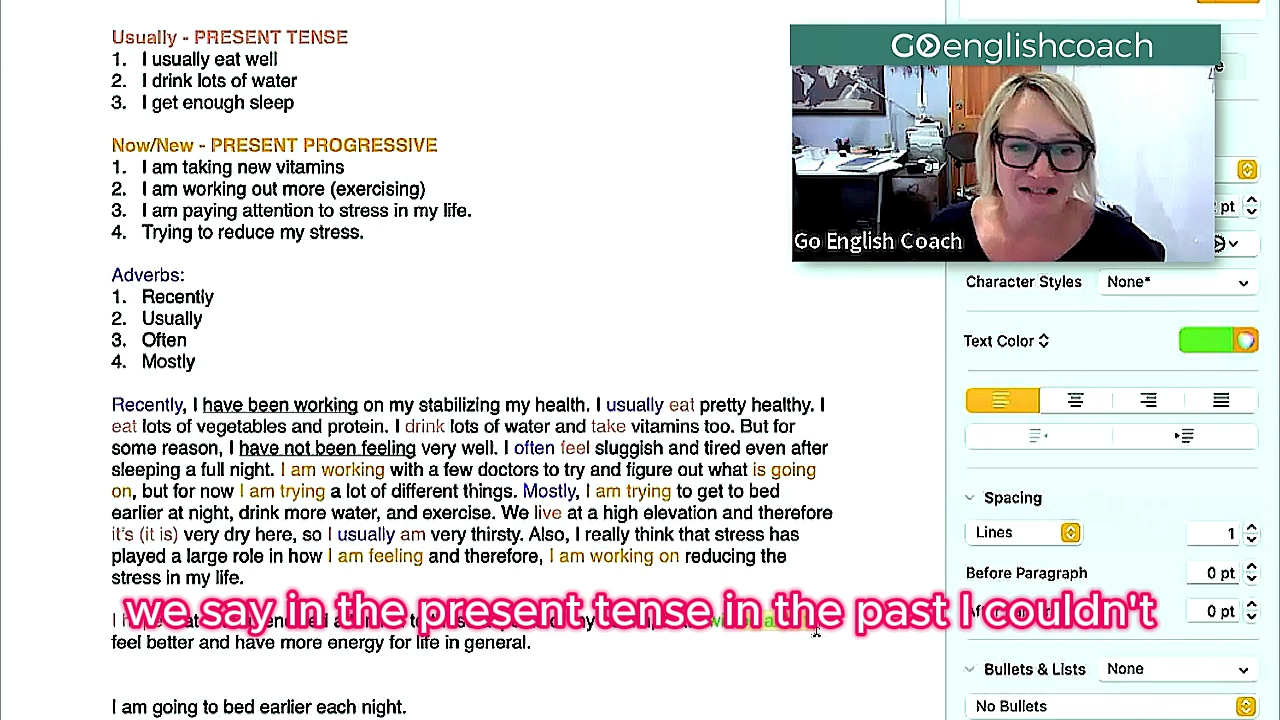 Usually - PRESENT TENSE
1. I usually eat well
2. I drink lots of water
3. I get enough sleep
Now/New - PRESENT PROGRESSIVE
1. I am taking new vitamins
2. I am working out more (exercising)
3. I am paying attention to stress in my life.
4. Trying to reduce my stress.
Adverbs:
1. Recently
2. Usually
3. Often
4. Mostly
Recently, I have been working on my stabilizing my health. I usually eat pretty healthy. I
eat lots of vegetables and protein. I drink lots of water and take vitamins too. But for
some reason, I have not been feeling very well. I often feel sluggish and tired even after
sleeping a full night. I am working with a few doctors to try and figure out what is going
on, but for now I am trying a lot of different things. Mostly, I am trying to get to bed
earlier at night, drink more water, and exercise. We live at a high elevation and therefore
it's (it is) very dry here, so I usually am very thirsty. Also, I really think that stress has
played a large role in how I am feeling and therefore, I am working on reducing the
stress in my life.
we say in the present tense in the past I couldn't
feel better and have more energy for life in general.
I am going to bed earlier each night.
GOenglishcoach
Go English Coach
pt
Character Styles None*
Text Color
Spacing
Lines 1
Before Paragraph 0 pt
0 pt
Bullets & Lists None
No Bullets